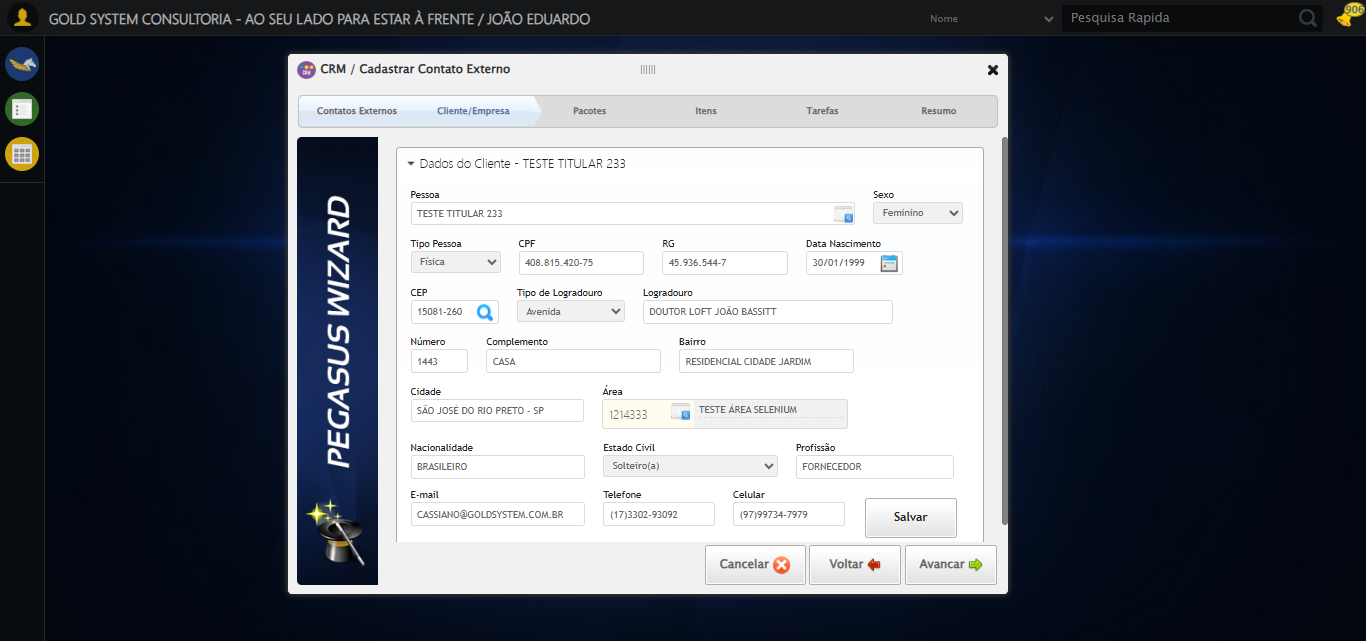 GOLD SYSTEM CONSULTORIA - AO SEU LADO PARA ESTAR À FRENTE / JOÃO EDUARDO
Nome
Pesquisa Rapida
906
CRM
CRM / Cadastrar Contato Externo
Contatos Externos
Cliente/Empresa
Pacotes
Itens
Tarefas
Resumo
PEGASUS WIZARD
Dados do Cliente - TESTE TITULAR 233
Pessoa
Sexo
TESTE TITULAR 233
Feminino
Tipo Pessoa
CPF
RG
Data Nascimento
Física
408.815.420-75
45.936.544-7
30/01/1999
CEP
Tipo de Logradouro
Logradouro
15081-260
Avenida
DOUTOR LOFT JOÃO BASSITT
Número
Complemento
Bairro
1443
CASA
RESIDENCIAL CIDADE JARDIM
Cidade
Área
SÃO JOSÉ DO RIO PRETO - SP
1214333
TESTE ÁREA SELENIUM
Nacionalidade
Estado Civil
Profissão
BRASILEIRO
Solteiro(a)
FORNECEDOR
E-mail
Telefone
Celular
CASSIANO@GOLDSYSTEM.COM.BR
(17)3302-93092
(97)99734-7979
Salvar
Cancelar
Voltar
Avancar